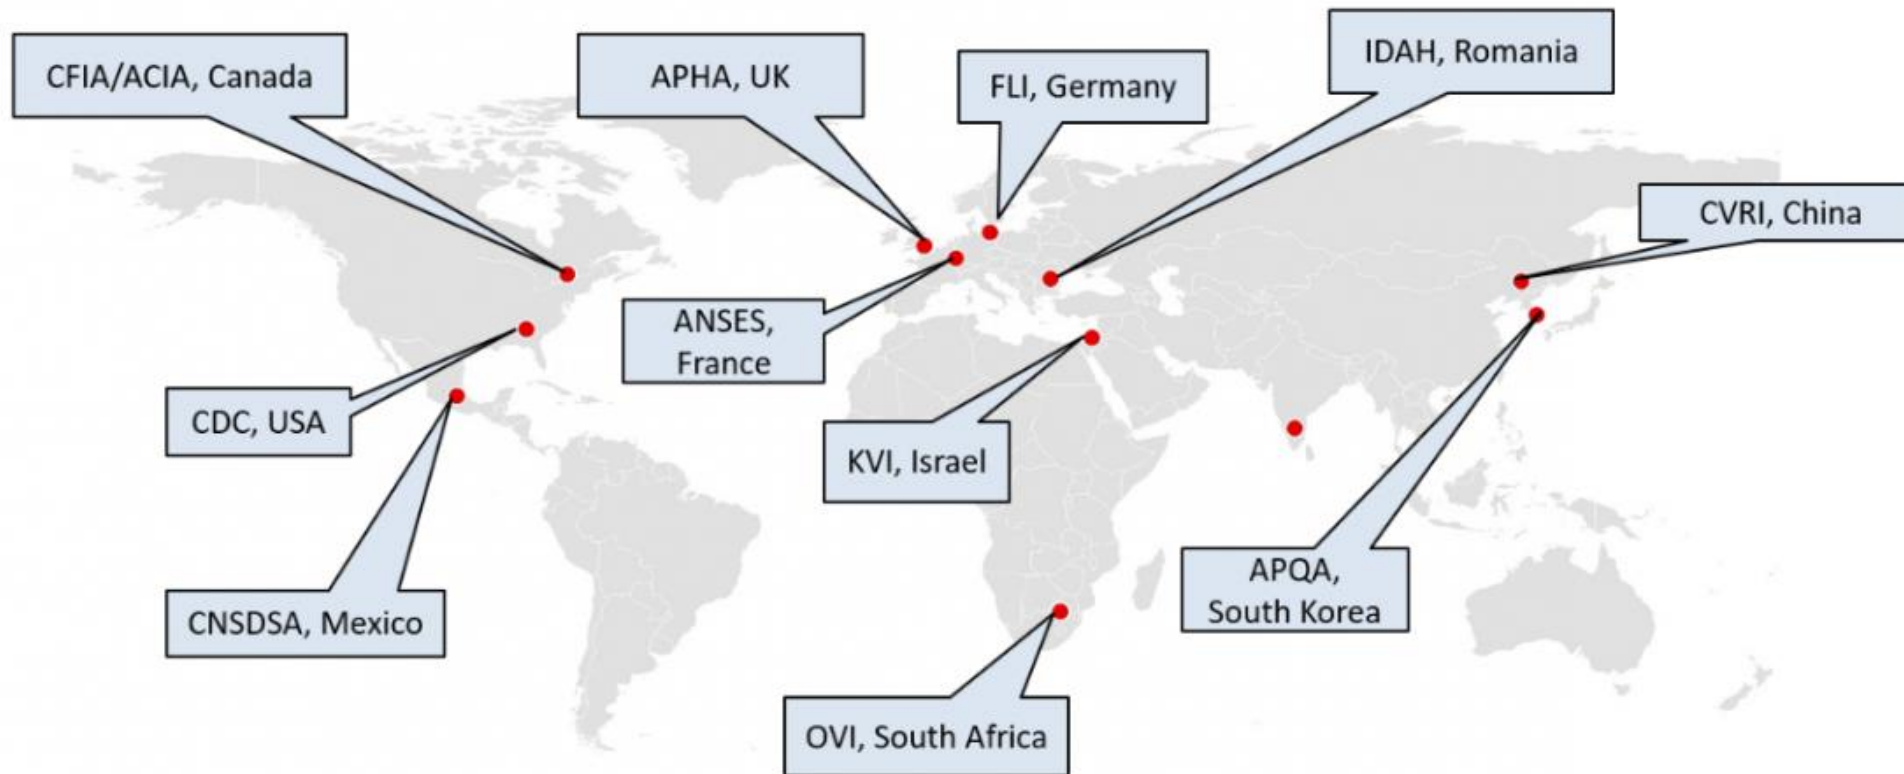 CFIA/ACIA, Canada
APHA, UK
FLI, Germany
IDAH, Romania
CVRI, China
ANSES,
France
CDC, USA
KVI, Israel
APQA,
South Korea
CNSDSA, Mexico
OVI, South Africa